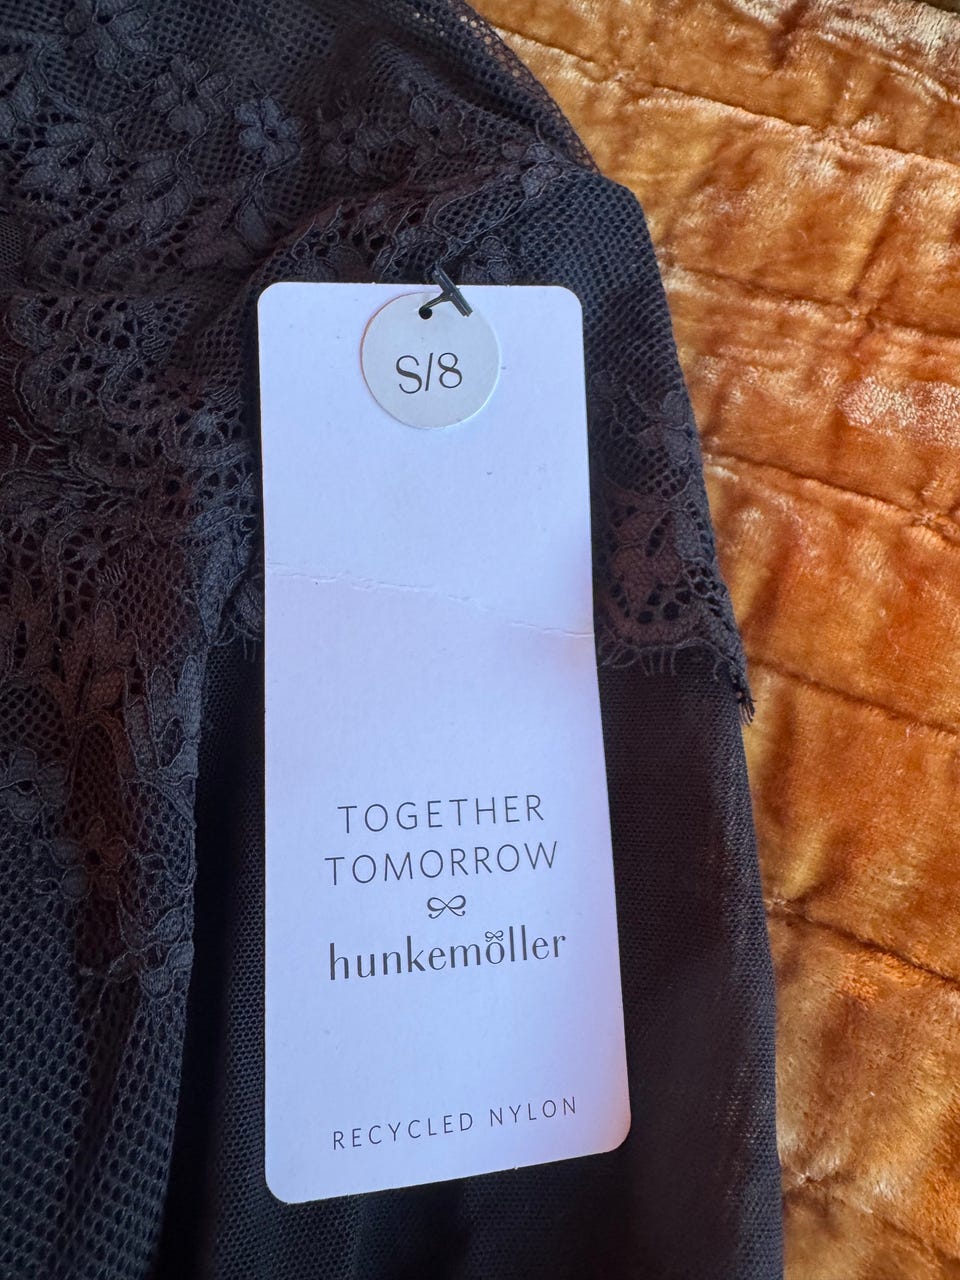 S/8
TOGETHER
TOMORROW
hunkemöller
RECYCLED NYLON